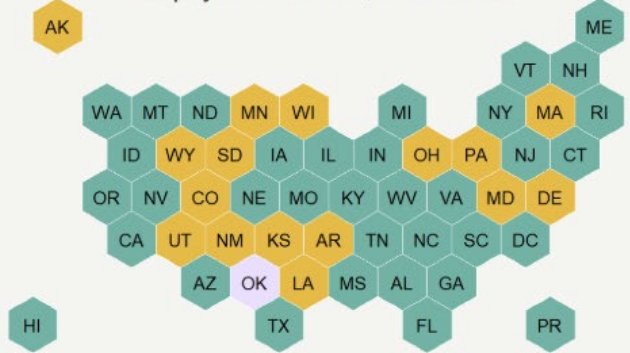 AK ME
VT NH
WA MT ND MN WI MI NY MA RI
ID WY SD IA IL IN OH PA NJ CT
OR NV CO NE MO KY WV VA MD DE
CA UT NM KS AR TN NC SC DC
AZ OK LA MS AL GA
HI TX FL PR